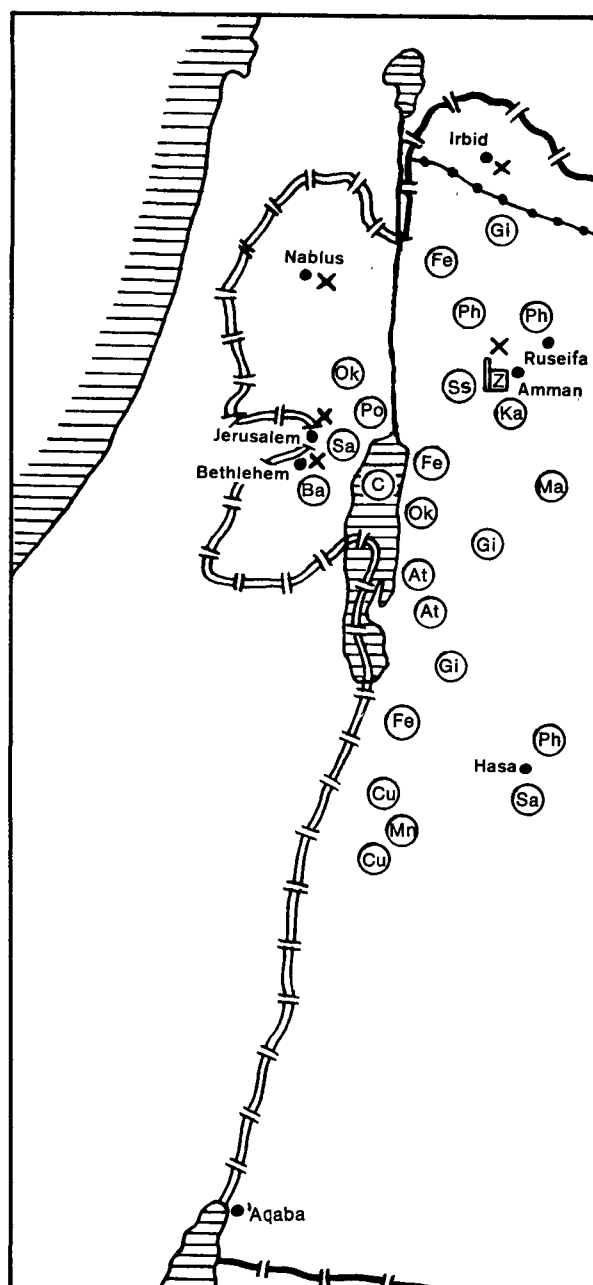 Irbid
Gi
Fe
Nablus
Ph
Ph
Ruseifa
Ok
Z
Amman
Ss
Po
Ka
Jerusalem
Sa
Bethlehem
Fe
C
Ma
Ba
Ok
Gi
At
At
Gi
Fe
Ph
Hasa
Cu
Sa
Mn
Cu
'Aqaba